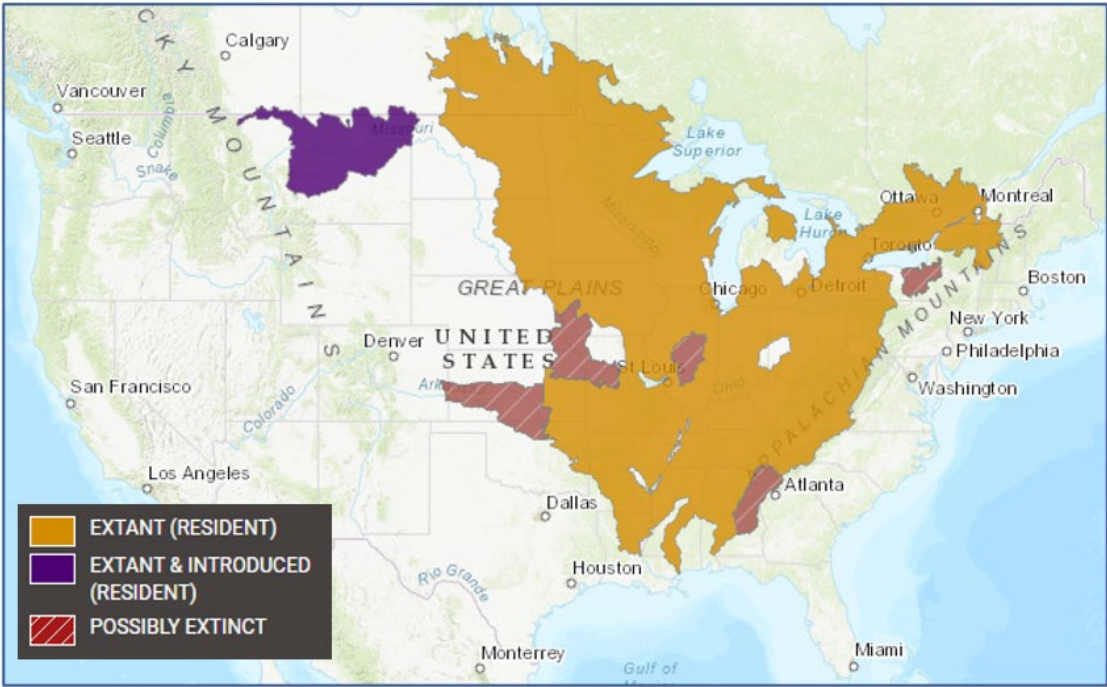 Calgary
Vancouver
Seattle
Columbia
Snake
CKY MOUNTAINS
Missouri
Lake
Superior
Ottawa
Montreal
Lake
Huron
Toronto
Mississippi
GREAT PLAINS
Chicago
Detroit
Boston
New York
Philadelphia
Washington
APPALACHIAN MOUNTAINS
Denver
UNITED
STATES
St Louis
Ohio
San Francisco
Colorado
Los Angeles
Dallas
Atlanta
Houston
Rio Grande
Monterrey
Miami
Gulf of
EXTANT (RESIDENT)
EXTANT & INTRODUCED
(RESIDENT)
POSSIBLY EXTINCT